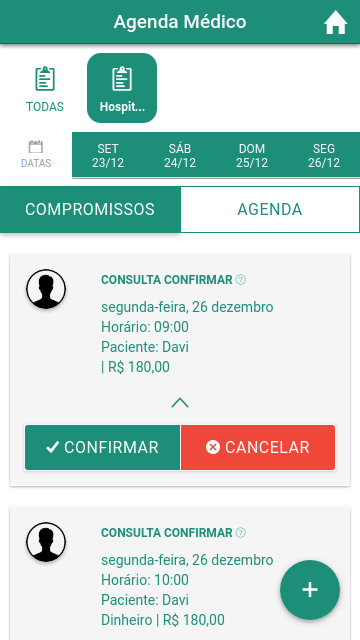 Agenda Médico
TODAS
Hospit...
DATAS
SET
23/12
SÁB
24/12
DOM
25/12
SEG
26/12
COMPROMISSOS
AGENDA
CONSULTA CONFIRMAR
segunda-feira, 26 dezembro
Horário: 09:00
Paciente: Davi
| R$ 180,00
CONFIRMAR
CANCELAR
CONSULTA CONFIRMAR
segunda-feira, 26 dezembro
Horário: 10:00
Paciente: Davi
Dinheiro | R$ 180,00